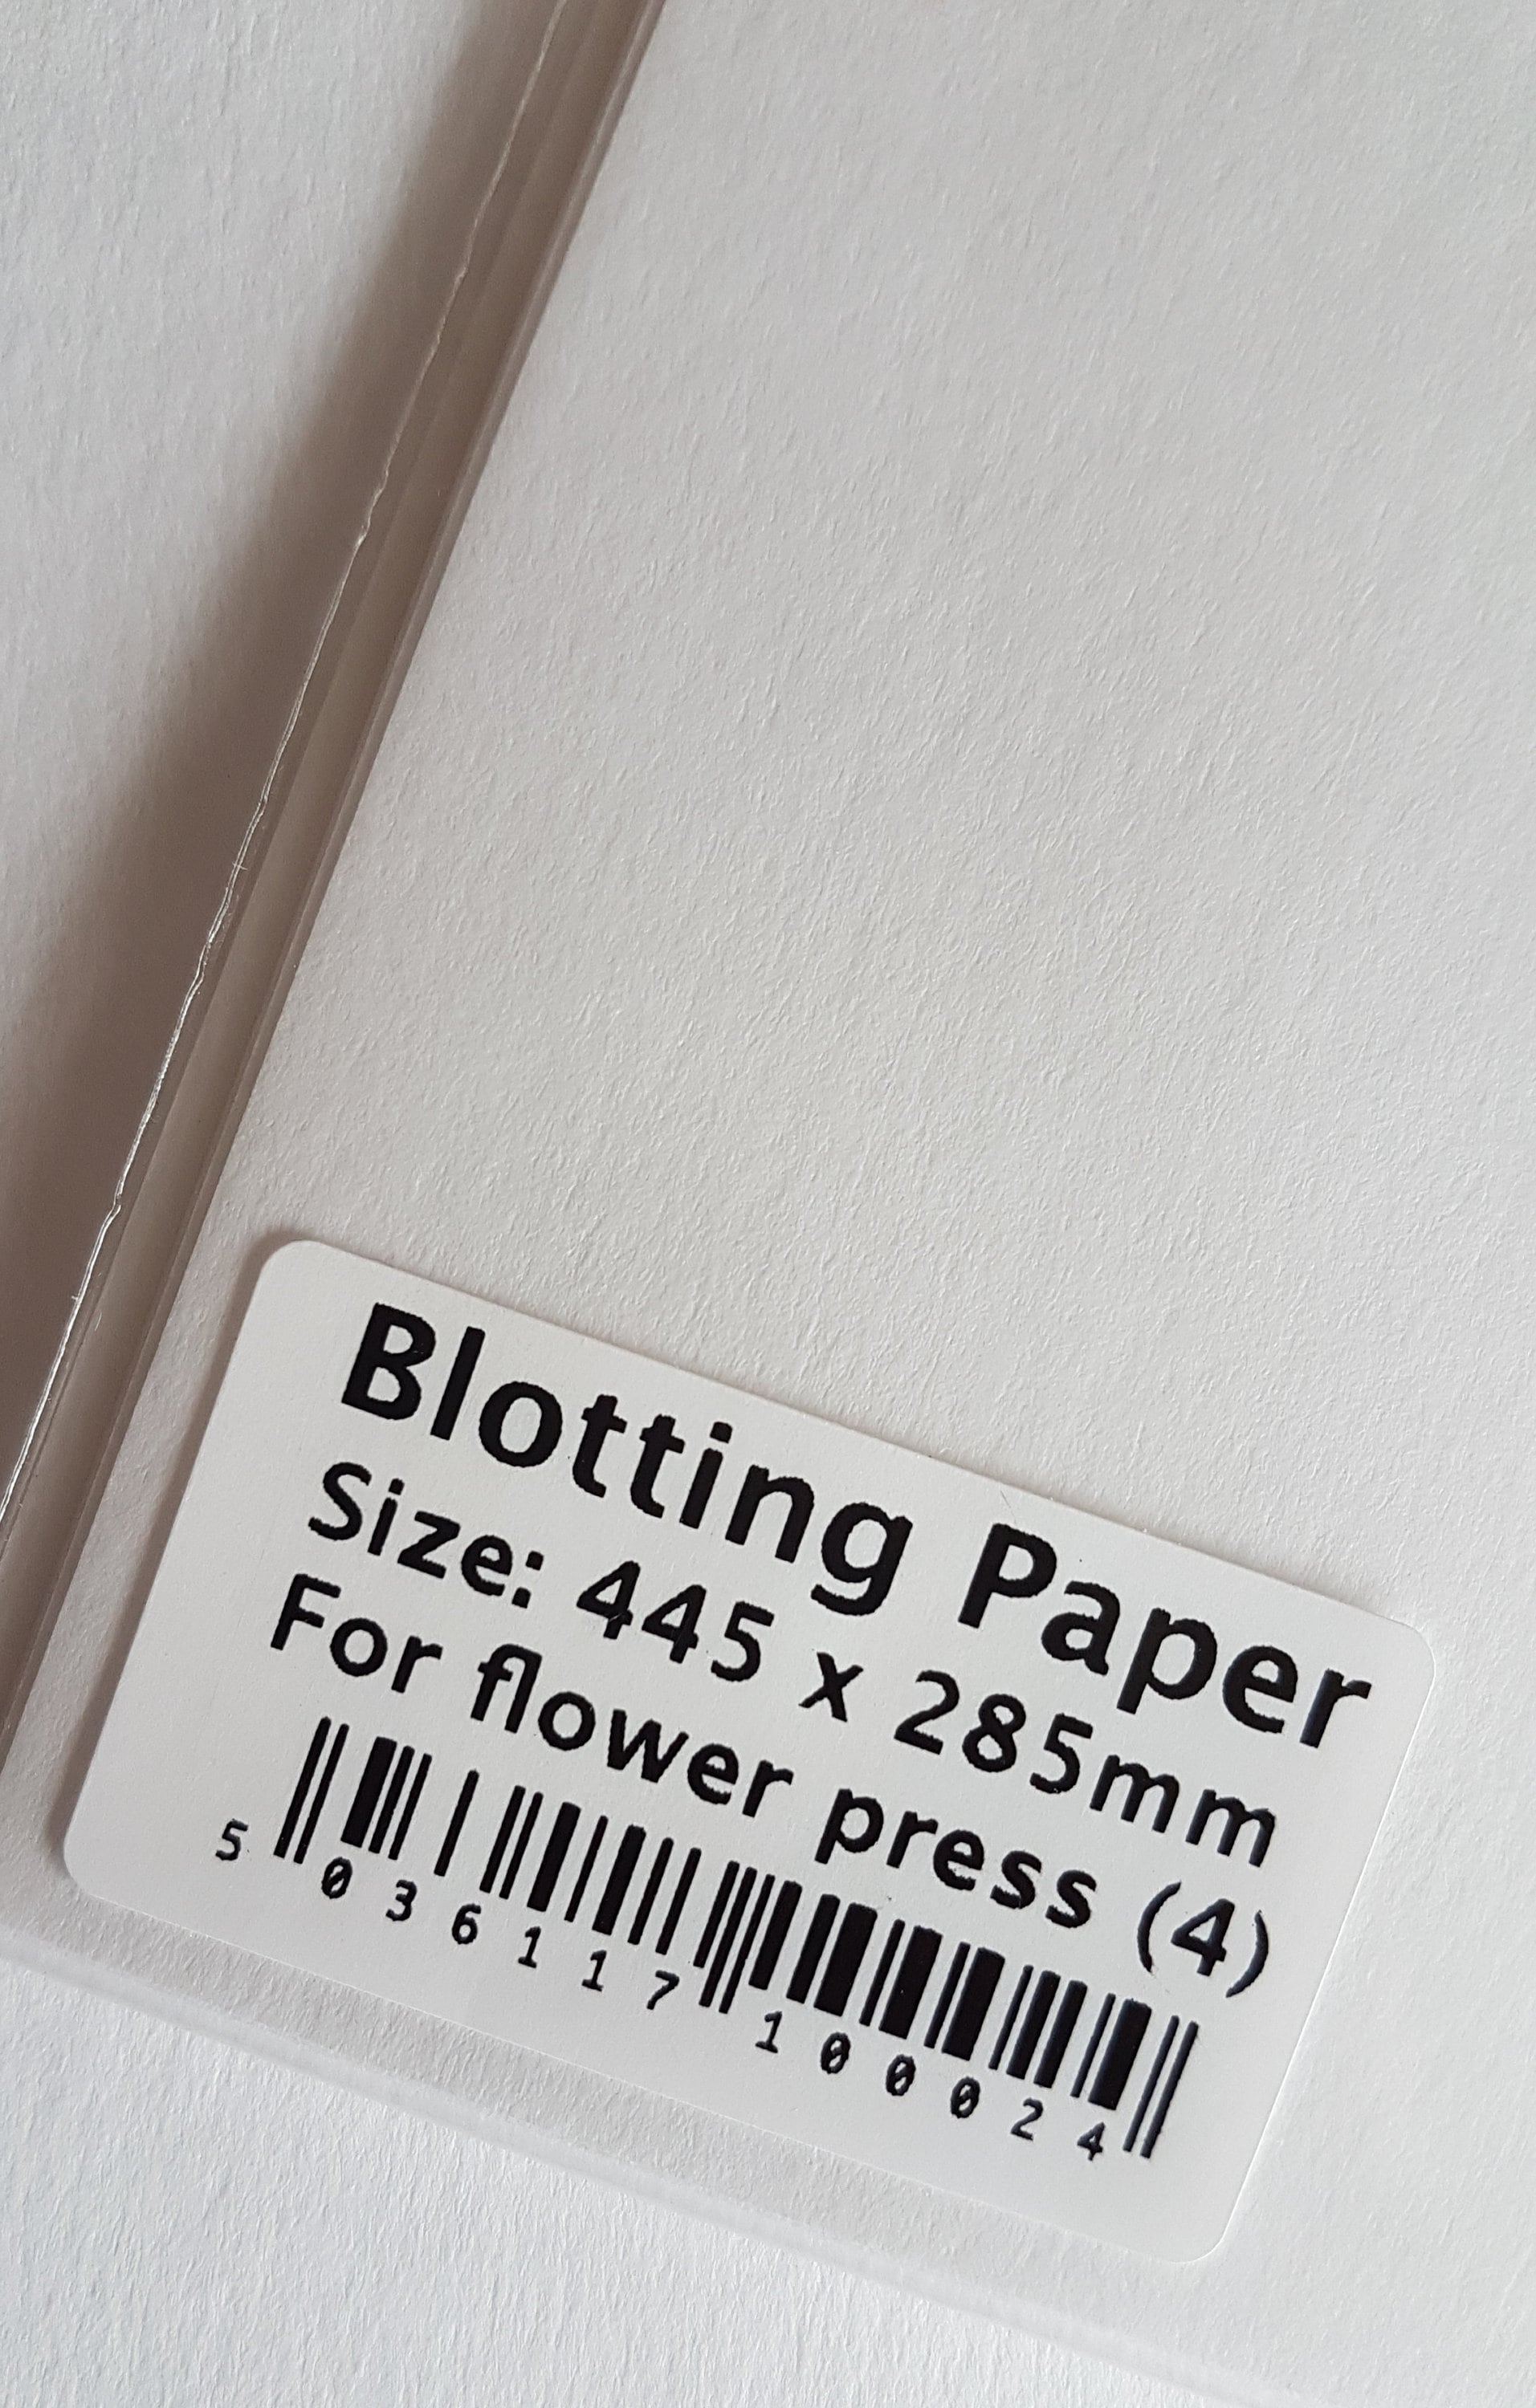 Blotting Paper
Size: 445 x 285mm
For flower press (4)
5 036117 100024